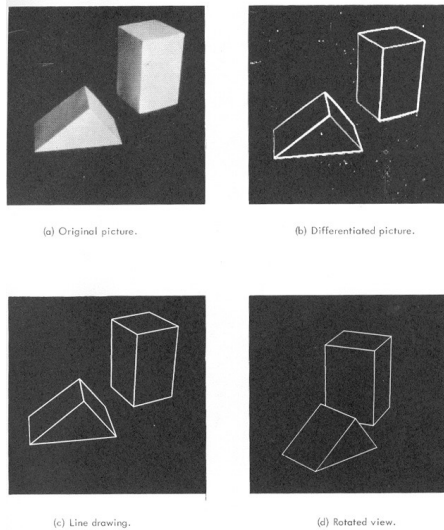 (a) Original picture.
(b) Differentiated picture.
(c) Line drawing.
(d) Rotated view.